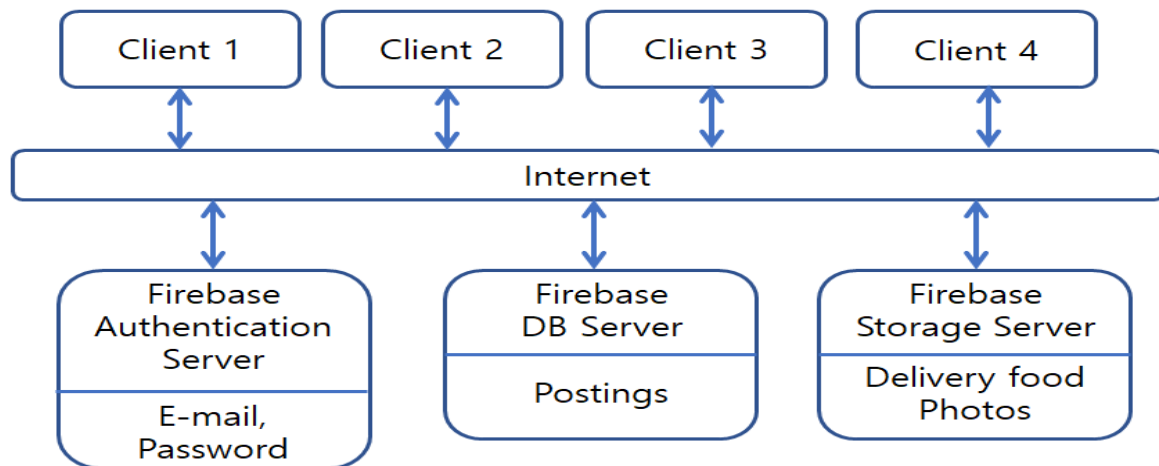 Client 1
Client 2
Client 3
Client 4
Internet
Firebase
Authentication
Server
E-mail,
Password
Firebase
DB Server
Postings
Firebase
Storage Server
Delivery food
Photos